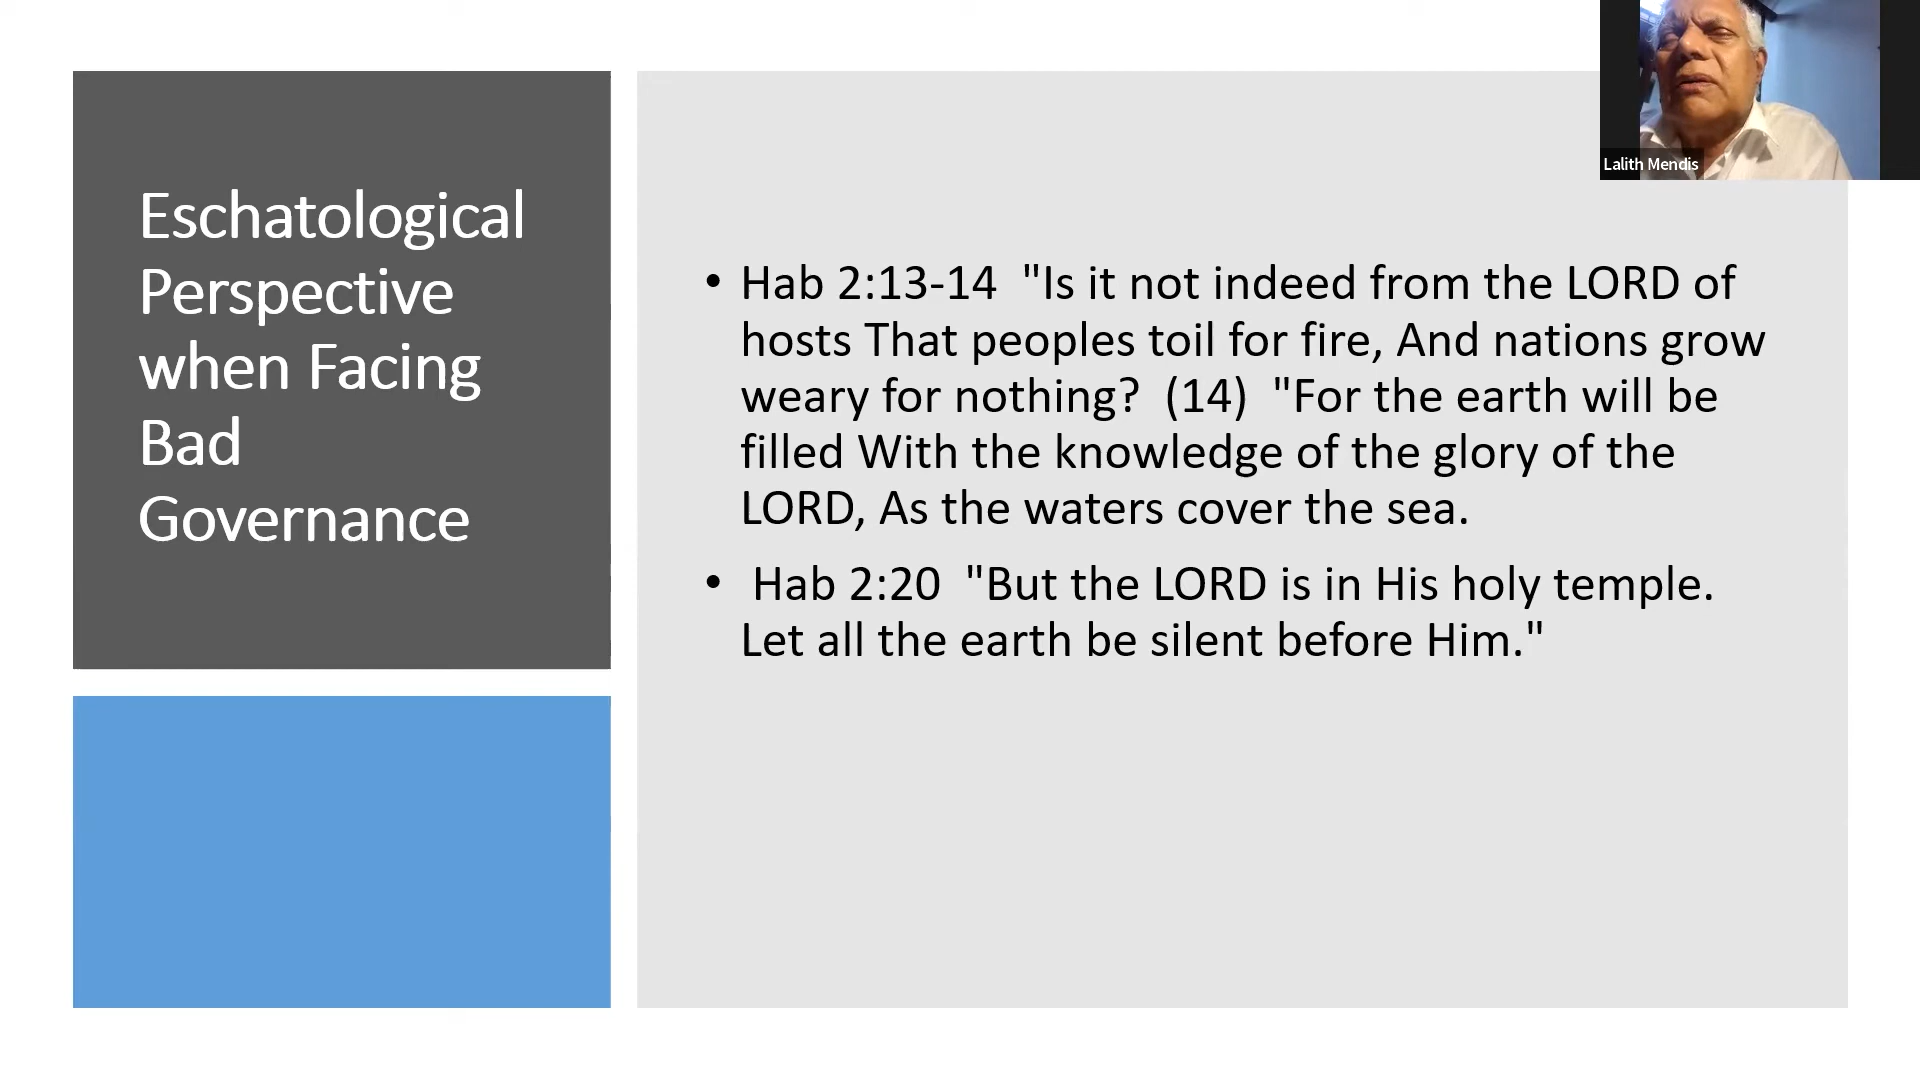 Eschatological
Perspective
when Facing
Bad
Governance
• Hab 2:13-14  "Is it not indeed from the LORD of
hosts That peoples toil for fire, And nations grow
weary for nothing?  (14)  "For the earth will be
filled With the knowledge of the glory of the
LORD, As the waters cover the sea.
•  Hab 2:20  "But the LORD is in His holy temple.
Let all the earth be silent before Him."
Lalith Mendis